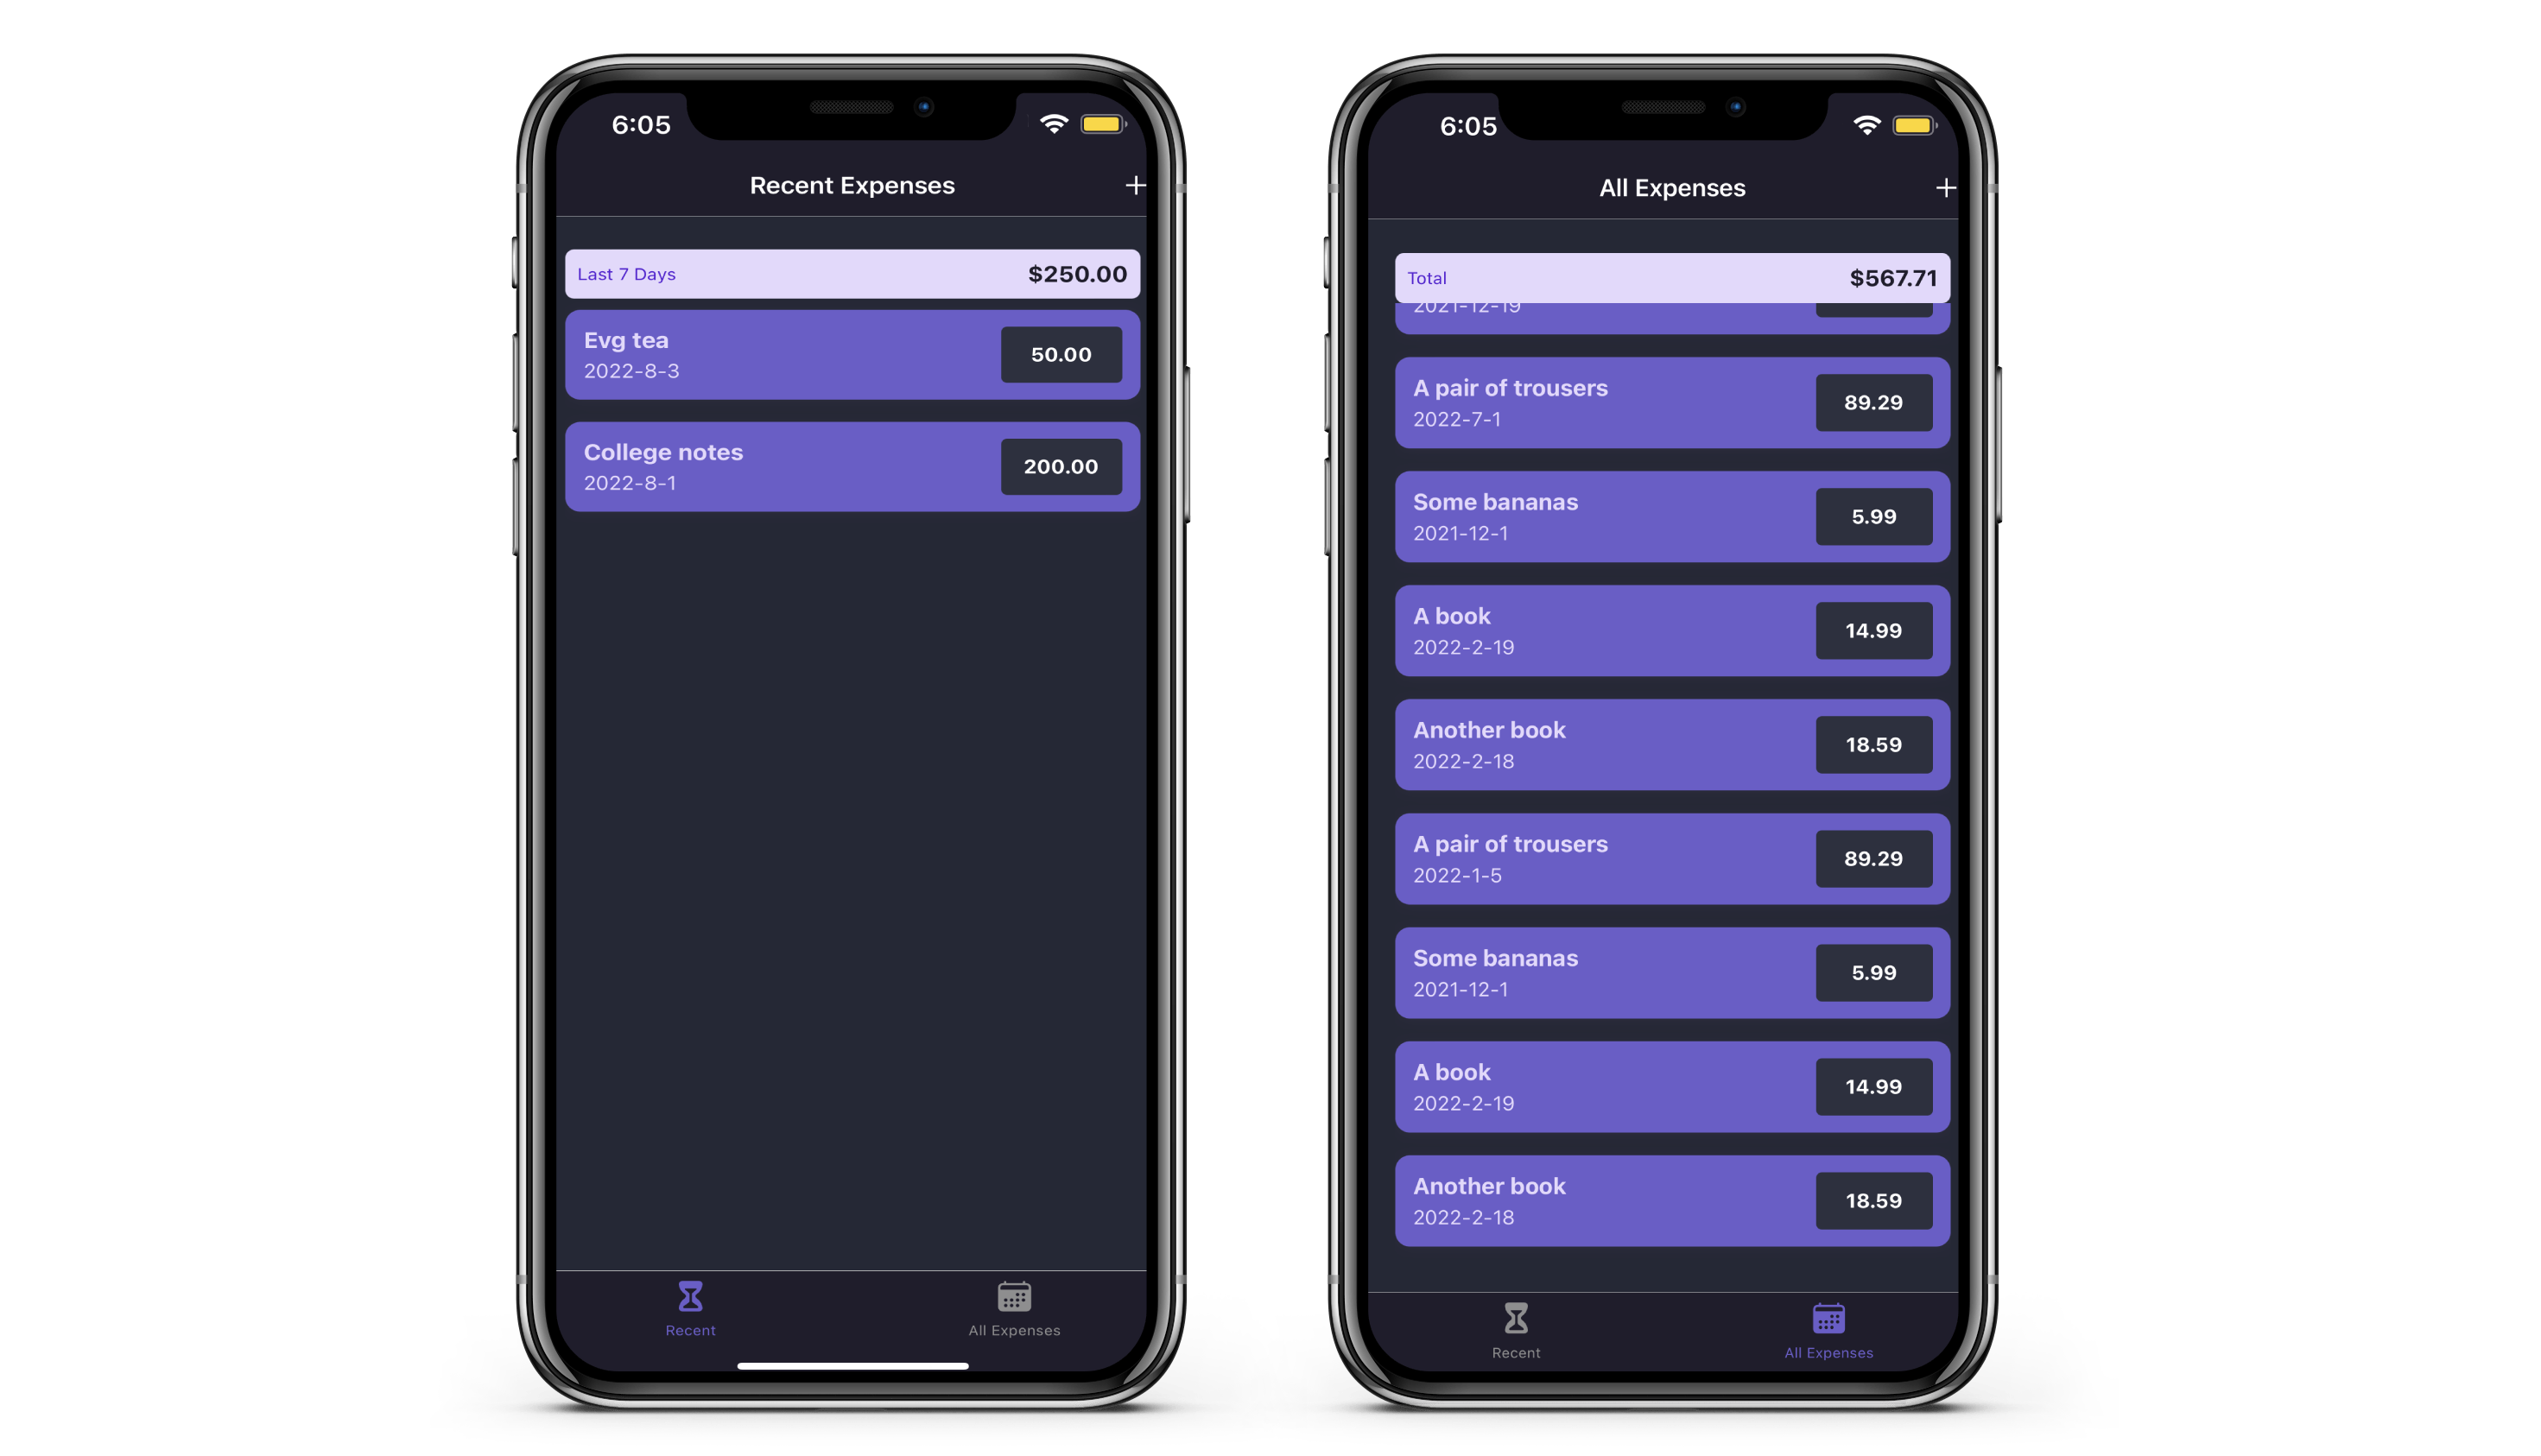 6:05
Recent Expenses
Last 7 Days $250.00
Evg tea
2022-8-3
50.00
College notes
2022-8-1
200.00
Recent
All Expenses
6:05
All Expenses
Total $567.71
2021-12-19
A pair of trousers
2022-7-1
89.29
Some bananas
2021-12-1
5.99
A book
2022-2-19
14.99
Another book
2022-2-18
18.59
A pair of trousers
2022-1-5
89.29
Some bananas
2021-12-1
5.99
A book
2022-2-19
14.99
Another book
2022-2-18
18.59
Recent
All Expenses